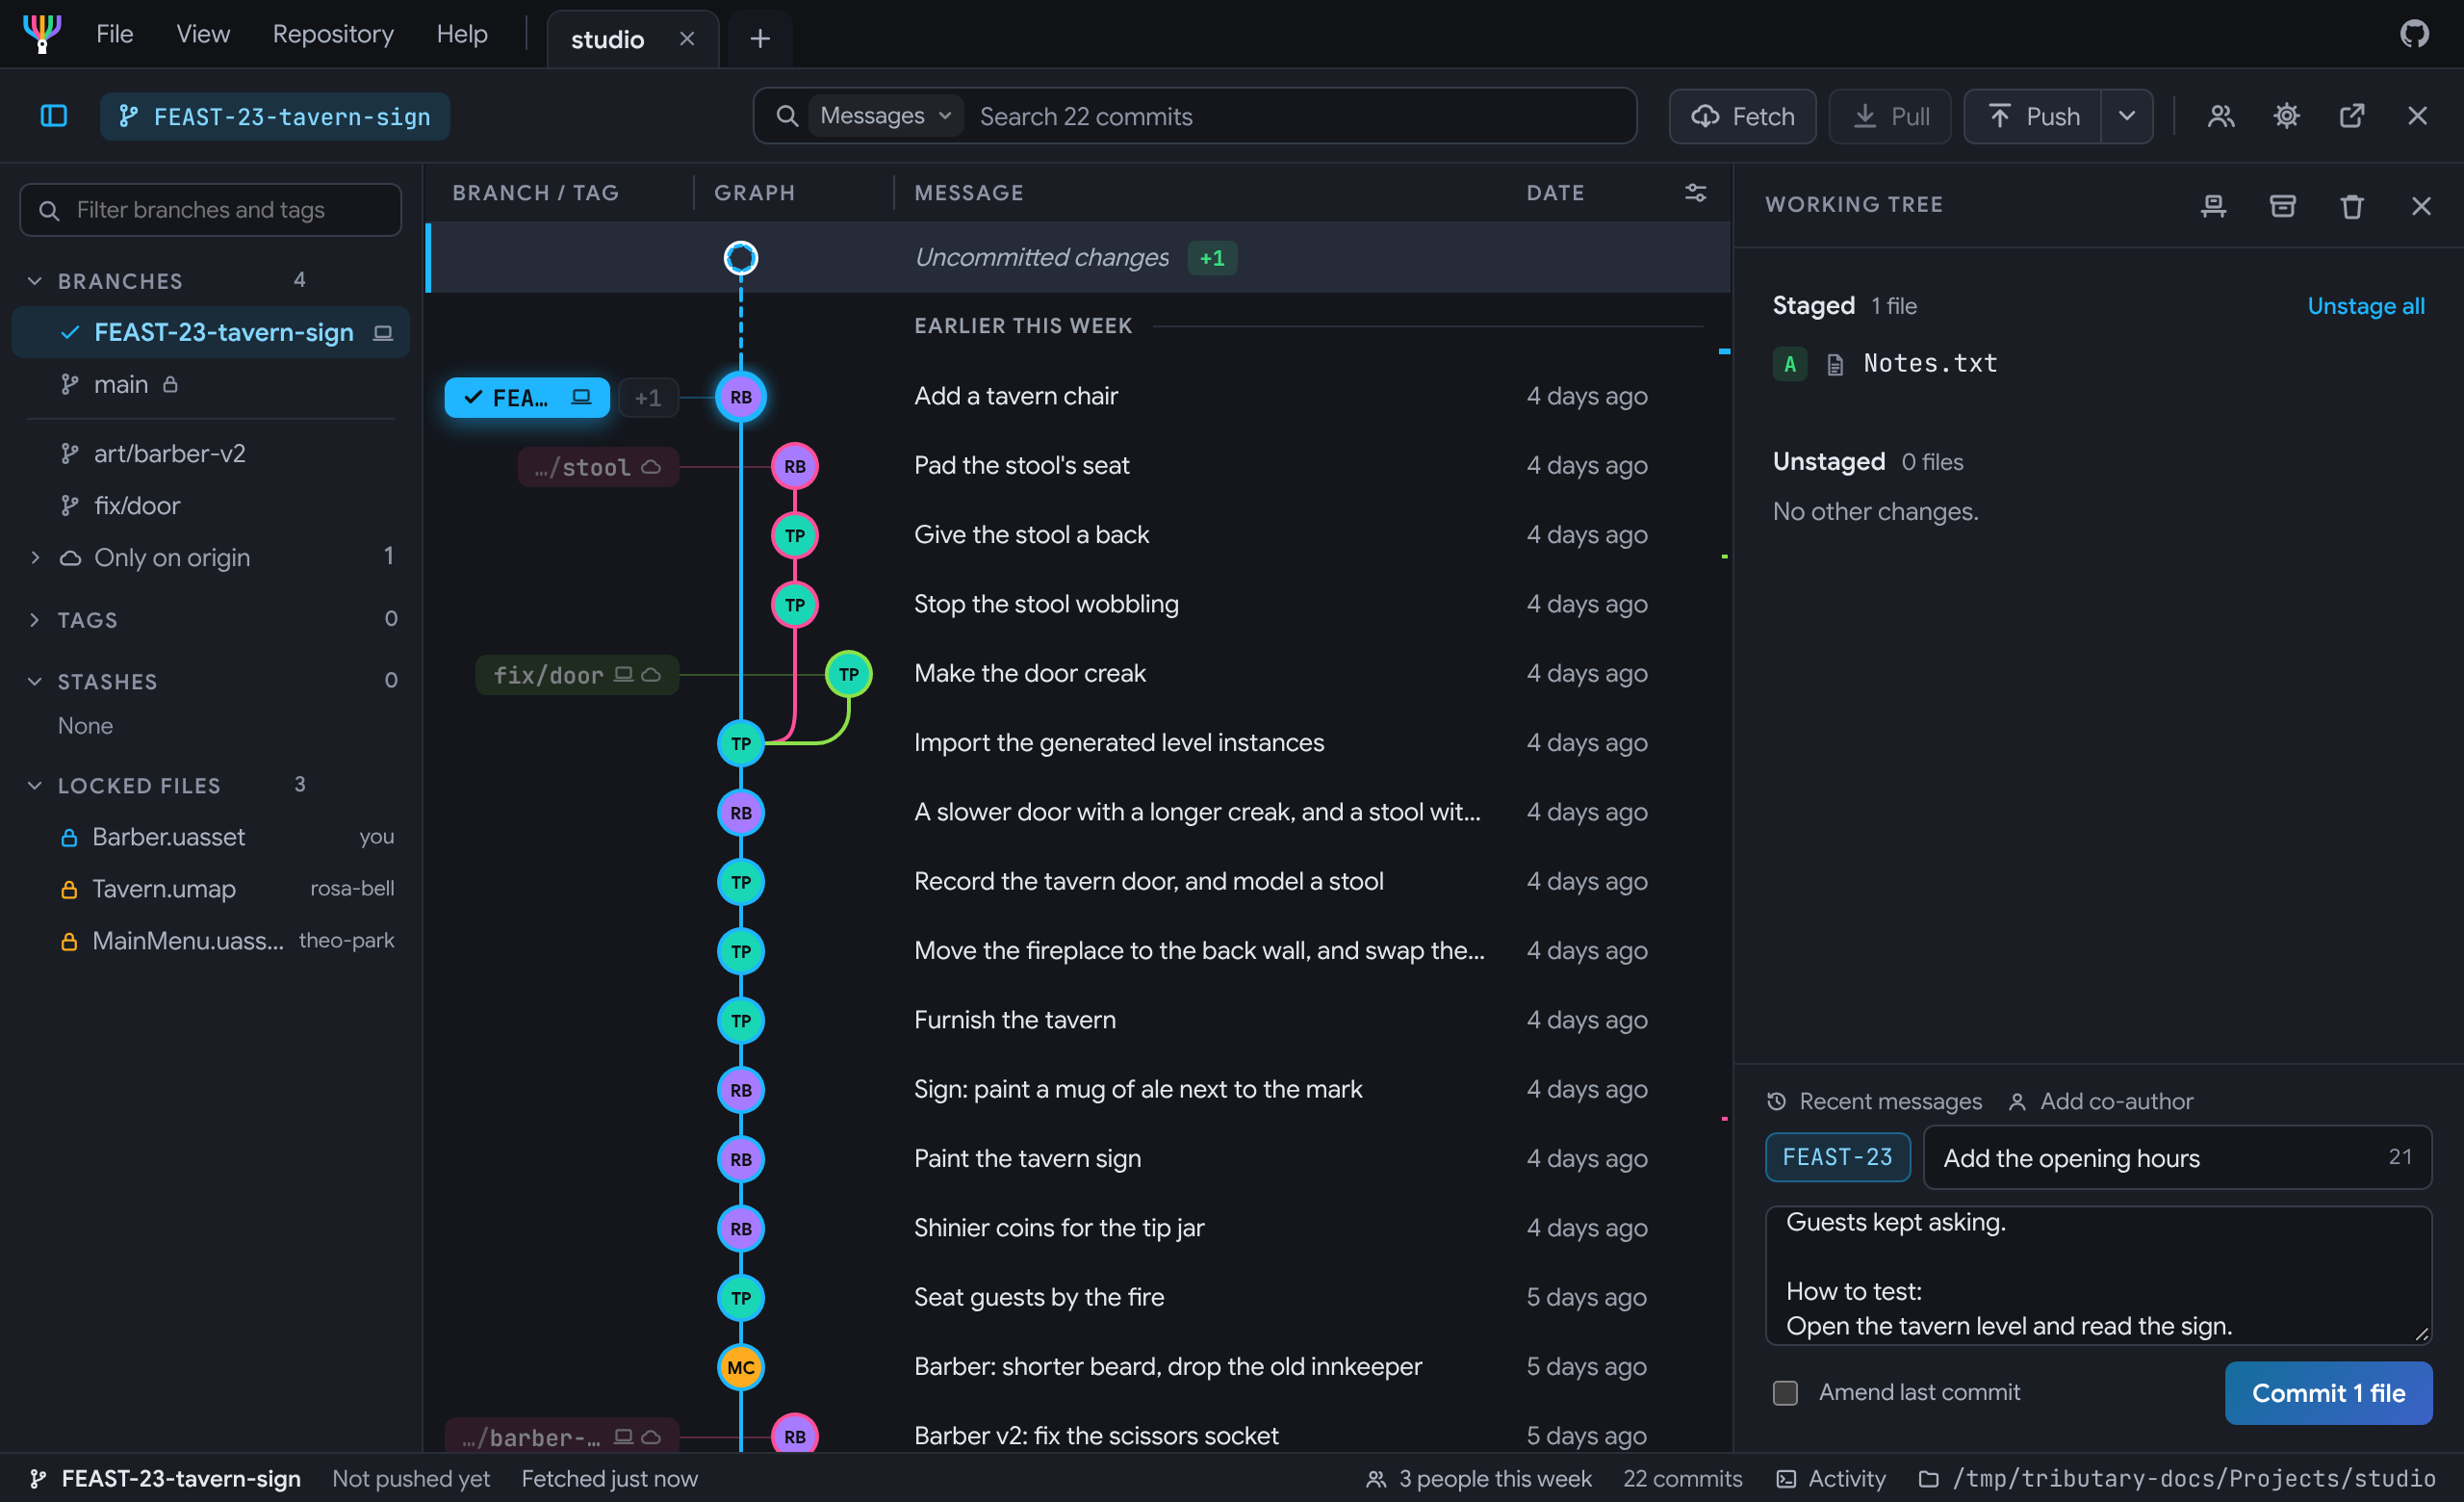 File View Repository Help studio
FEAST-23-tavern-sign Messages Search 22 commits Fetch Pull Push
Filter branches and tags
BRANCHES 4
FEAST-23-tavern-sign
main
art/barber-v2
fix/door
Only on origin 1
TAGS 0
STASHES 0
None
LOCKED FILES 3
Barber.uasset you
Tavern.umap rosa-bell
MainMenu.uass... theo-park
BRANCH / TAG GRAPH MESSAGE DATE
Uncommitted changes +1
EARLIER THIS WEEK
FEA… +1 RB Add a tavern chair 4 days ago
…/stool RB Pad the stool's seat 4 days ago
TP Give the stool a back 4 days ago
TP Stop the stool wobbling 4 days ago
fix/door TP Make the door creak 4 days ago
TP Import the generated level instances 4 days ago
RB A slower door with a longer creak, and a stool wit... 4 days ago
TP Record the tavern door, and model a stool 4 days ago
TP Move the fireplace to the back wall, and swap the... 4 days ago
TP Furnish the tavern 4 days ago
RB Sign: paint a mug of ale next to the mark 4 days ago
RB Paint the tavern sign 4 days ago
RB Shinier coins for the tip jar 4 days ago
TP Seat guests by the fire 5 days ago
MC Barber: shorter beard, drop the old innkeeper 5 days ago
…/barber-… RB Barber v2: fix the scissors socket 5 days ago
WORKING TREE
Staged 1 file Unstage all
A Notes.txt
Unstaged 0 files
No other changes.
Recent messages Add co-author
FEAST-23 Add the opening hours 21
Guests kept asking.
How to test:
Open the tavern level and read the sign.
Amend last commit Commit 1 file
FEAST-23-tavern-sign Not pushed yet Fetched just now 3 people this week 22 commits Activity /tmp/tributary-docs/Projects/studio